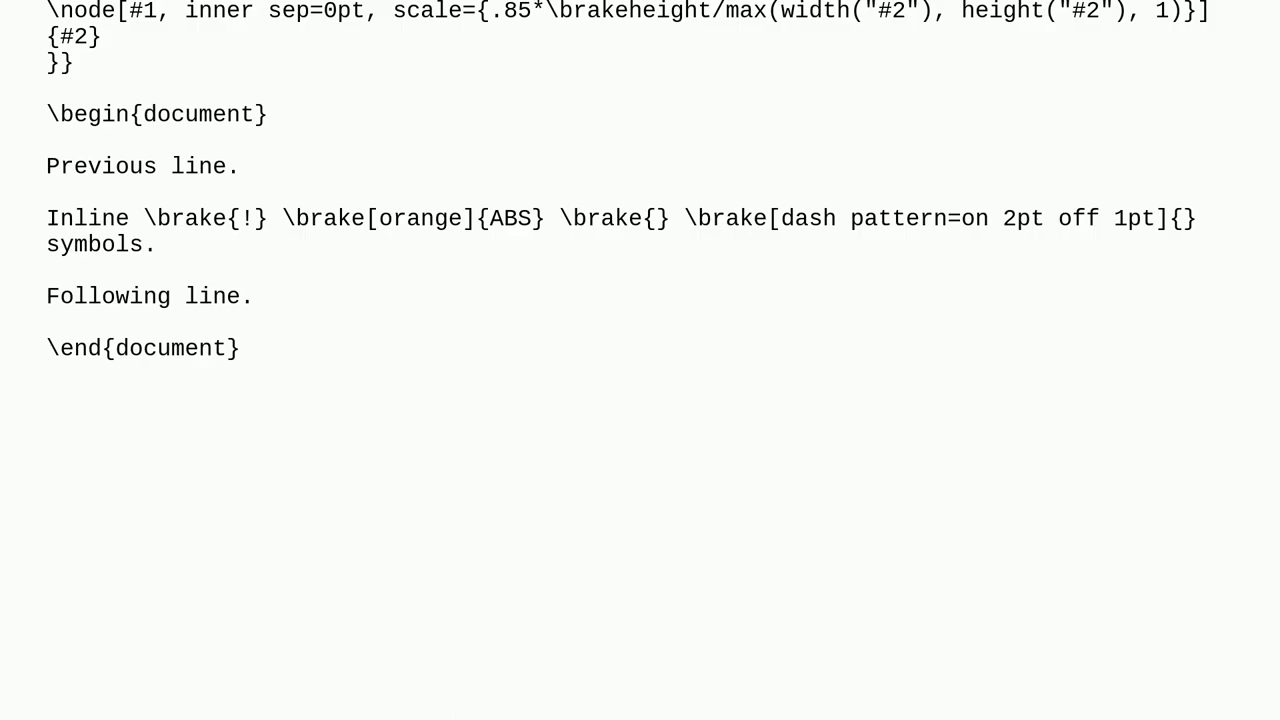 \node[#1, inner sep=0pt, scale={.85*\brakeheight/max(width("#2"), height("#2"), 1)}]
{#2}
}}
\begin{document}
Previous line.
Inline \brake{!} \brake[orange]{ABS} \brake{} \brake[dash pattern=on 2pt off 1pt]{}
symbols.
Following line.
\end{document}